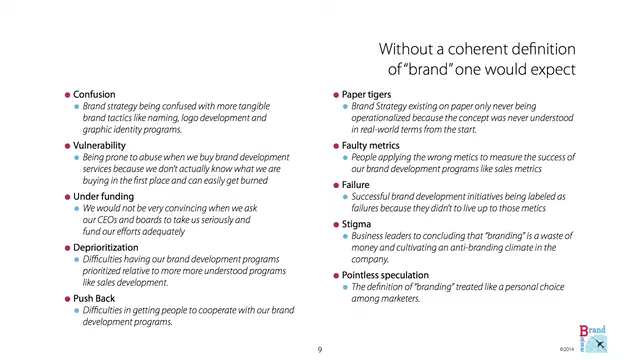 Without a coherent definition
of “brand” one would expect
Confusion
Brand strategy being confused with more tangible
brand tactics like naming, logo development and
graphic identity programs.
Vulnerability
Being prone to abuse when we buy brand development
services because we don't actually know what we are
buying in the first place and can easily get burned
Under funding
We would not be very convincing when we ask
our CEOs and boards to take us seriously and
fund our efforts adequately
Deprioritization
Difficulties having our brand development programs
prioritized relative to more more understood programs
like sales development.
Push Back
Difficulties in getting people to cooperate with our brand
development programs.
Paper tigers
Brand Strategy existing on paper only never being
operationalized because the concept was never understood
in real-world terms from the start.
Faulty metrics
People applying the wrong metics to measure the success of
our brand development programs like sales metrics
Failure
Successful brand development initiatives being labeled as
failures because they didn't to live up to those metics
Stigma
Business leaders to concluding that “branding” is a waste of
money and cultivating an anti-branding climate in the
company.
Pointless speculation
The definition of “branding” treated like a personal choice
among marketers.
9
©2014
Brand